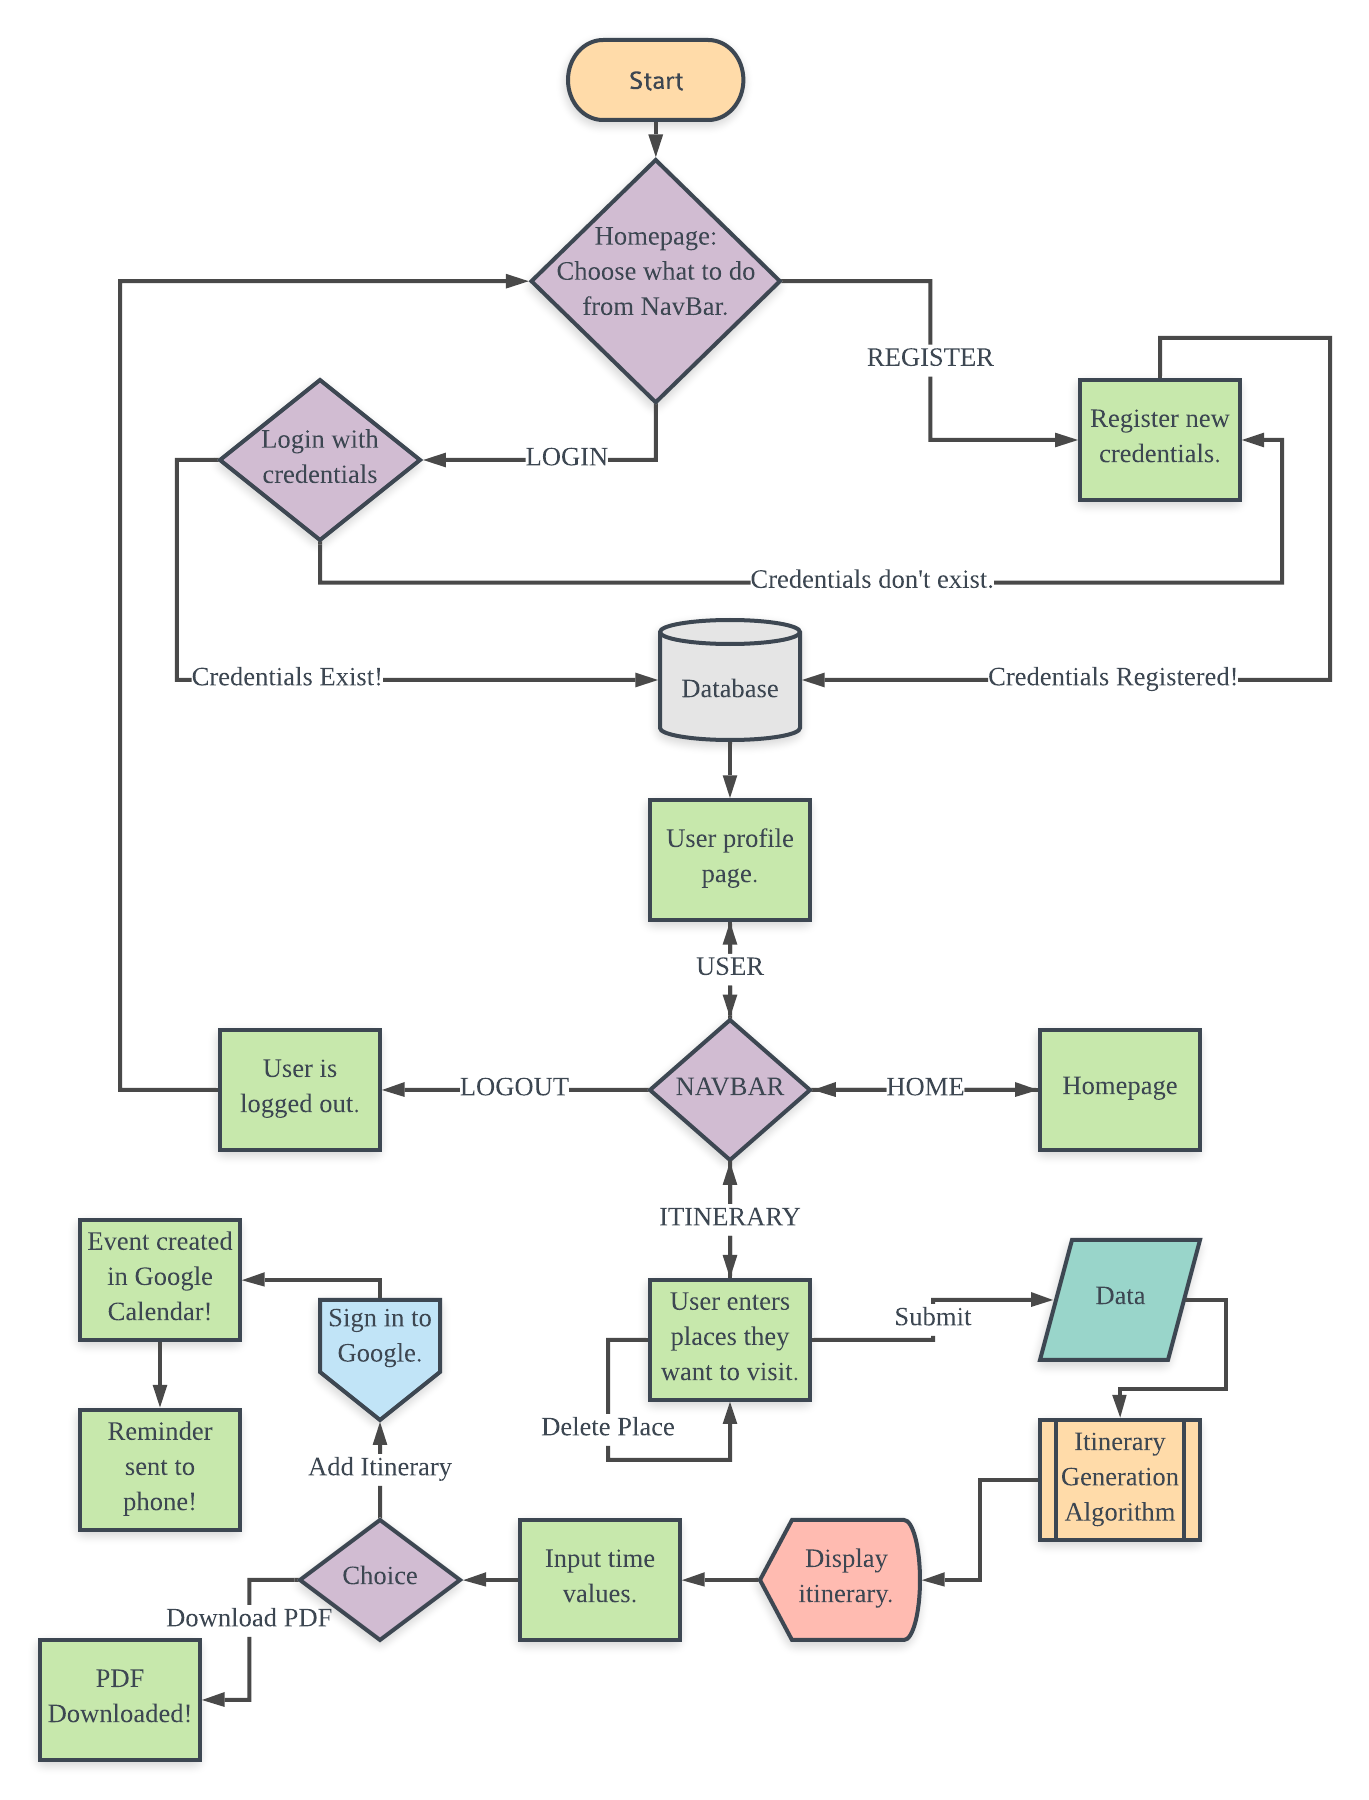 Start
Homepage:
Choose what to do
from NavBar.
REGISTER
Register new
credentials.
Login with
credentials
LOGIN
Credentials don't exist.
Credentials Exist!
Database
Credentials Registered!
User profile
page.
USER
User is
logged out.
LOGOUT
NAVBAR
HOME
Homepage
ITINERARY
Event created
in Google
Calendar!
Sign in to
Google.
User enters
places they
want to visit.
Submit
Data
Delete Place
Reminder
sent to
phone!
Add Itinerary
Itinerary
Generation
Algorithm
Choice
Input time
values.
Display
itinerary.
Download PDF
PDF
Downloaded!